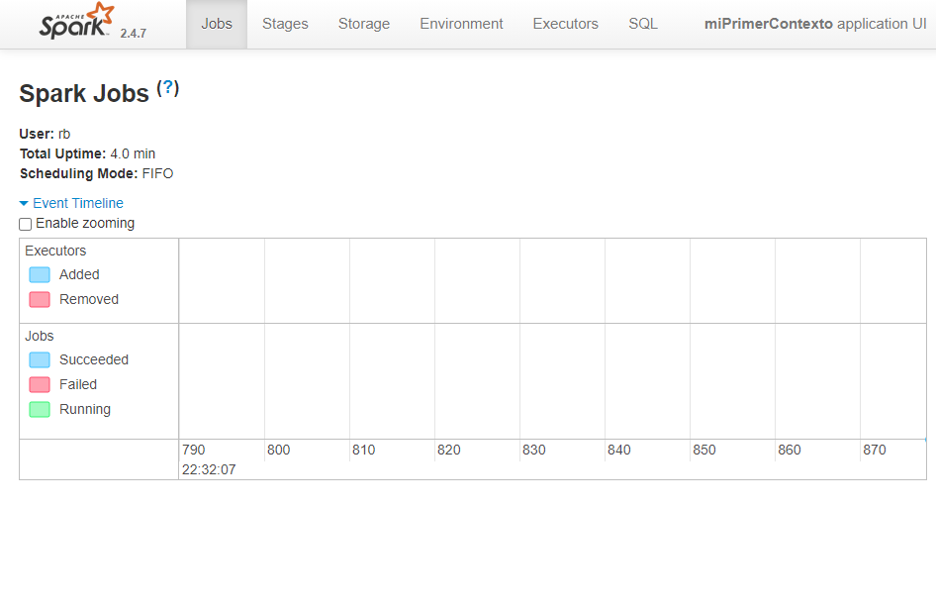 APACHE
Spark 2.4.7 Jobs Stages Storage Environment Executors SQL miPrimerContexto application UI
Spark Jobs (?)
User: rb
Total Uptime: 4.0 min
Scheduling Mode: FIFO
Event Timeline
Enable zooming
Executors
Added
Removed
Jobs
Succeeded
Failed
Running
790 800 810 820 830 840 850 860 870
22:32:07